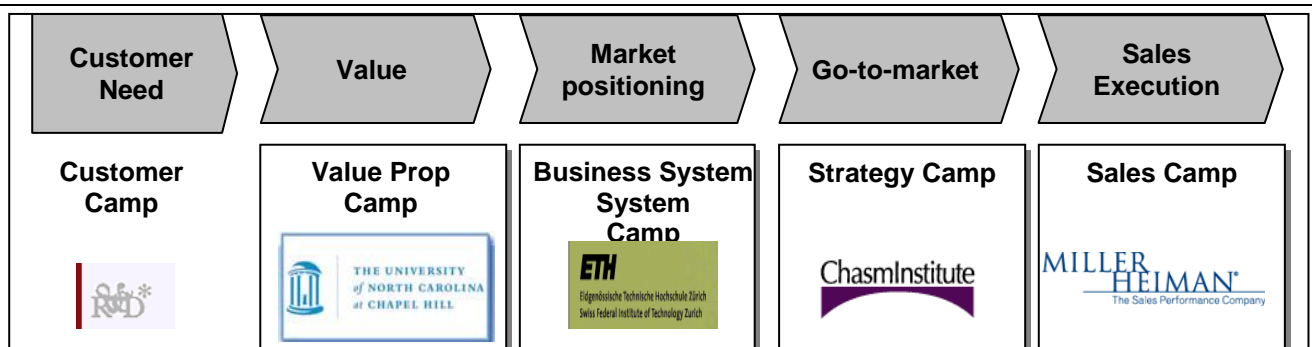 Customer
Need
Value
Market
positioning
Go-to-market
Sales
Execution
Customer
Camp
Value Prop
Camp
THE UNIVERSITY
of NORTH CAROLINA
at CHAPEL HILL
Business System
System
Camp
ETH
Eidgenössische Technische Hochschule Zürich
Swiss Federal Institute of Technology Zurich
Strategy Camp
ChasmInstitute
Sales Camp
MILLER
HEIMAN®
The Sales Performance Company